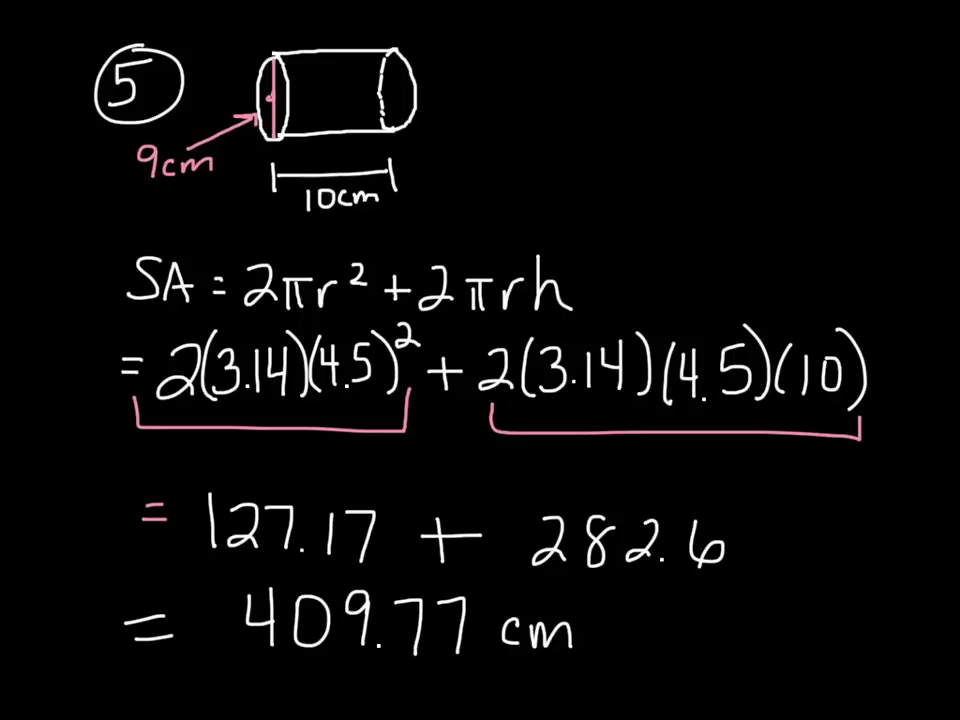 5
9cm
10cm
SA = 2πr² + 2πrh
= 2(3.14)(4.5)² + 2(3.14)(4.5)(10)
= 127.17 + 282.6
= 409.77 cm